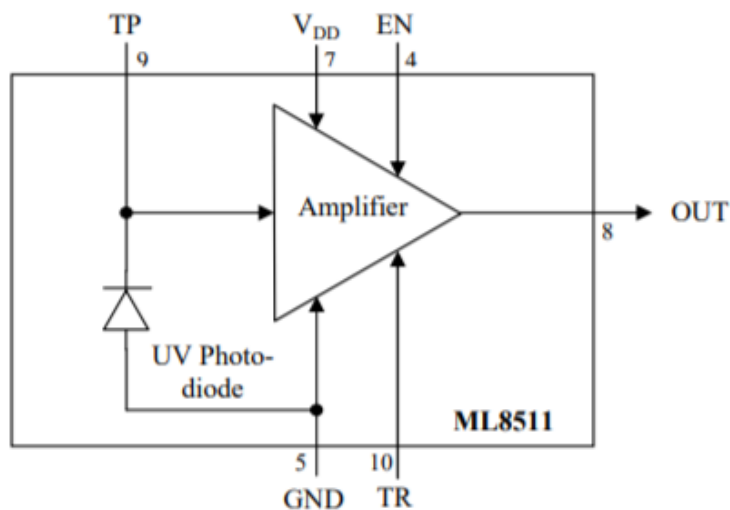 TP VDD EN
9 7 4
Amplifier
OUT
8
UV Photo-
diode
ML8511
5 10
GND TR